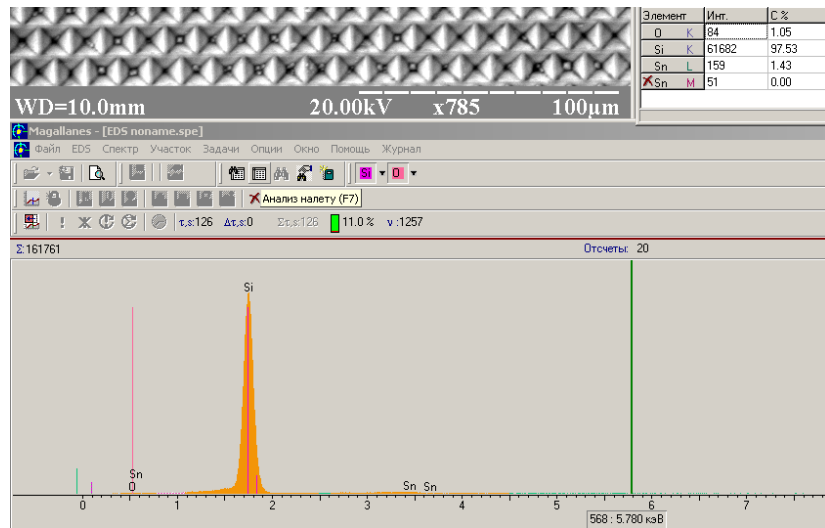 Элемент Инт. C %
O K 84 1.05
Si K 61682 97.53
Sn L 159 1.43
Sn M 51 0.00
WD=10.0mm 20.00kV x785 100µm
Magallanes - [EDS noname.spe]
Файл EDS Спектр Участок Задачи Опции Окно Помощь Журнал
Si O
Анализ налету (F7)
τ,s:126 Δτ,s:0 Στ,s:126 11.0 % ν :1257
Σ:161761 Отсчеты: 20
Si
Sn
O
Sn Sn
0 1 2 3 4 5 6 7
568 : 5.780 кэВ